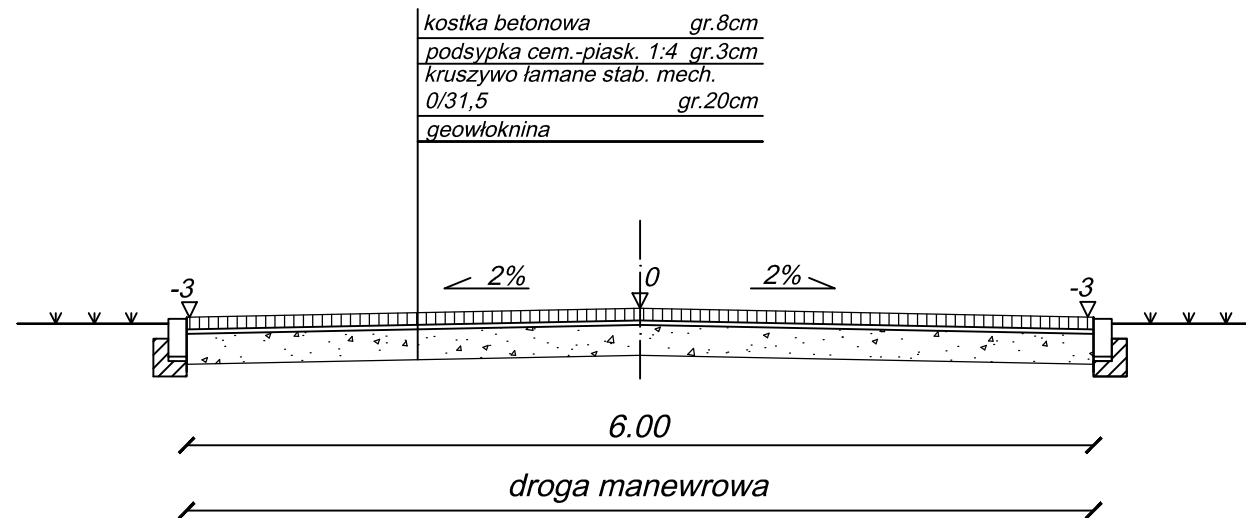 kostka betonowa gr.8cm
podsypka cem.-piask. 1:4 gr.3cm
kruszywo łamane stab. mech.
0/31,5 gr.20cm
geowłoknina
-3 2% 0 2% -3
6.00
droga manewrowa